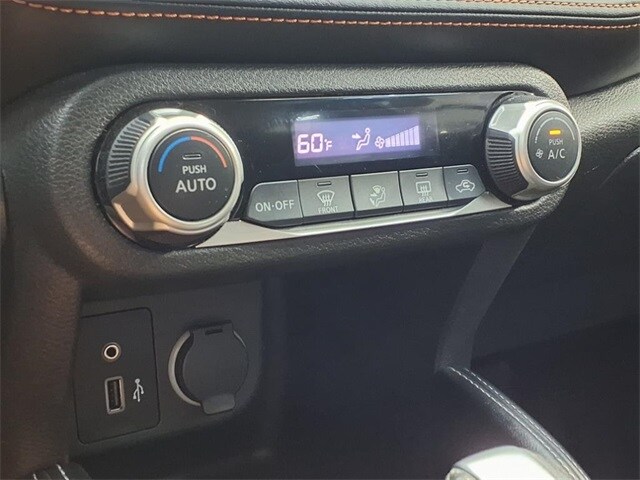 60°F
PUSH
AUTO
ON·OFF
FRONT
REAR
PUSH
A/C